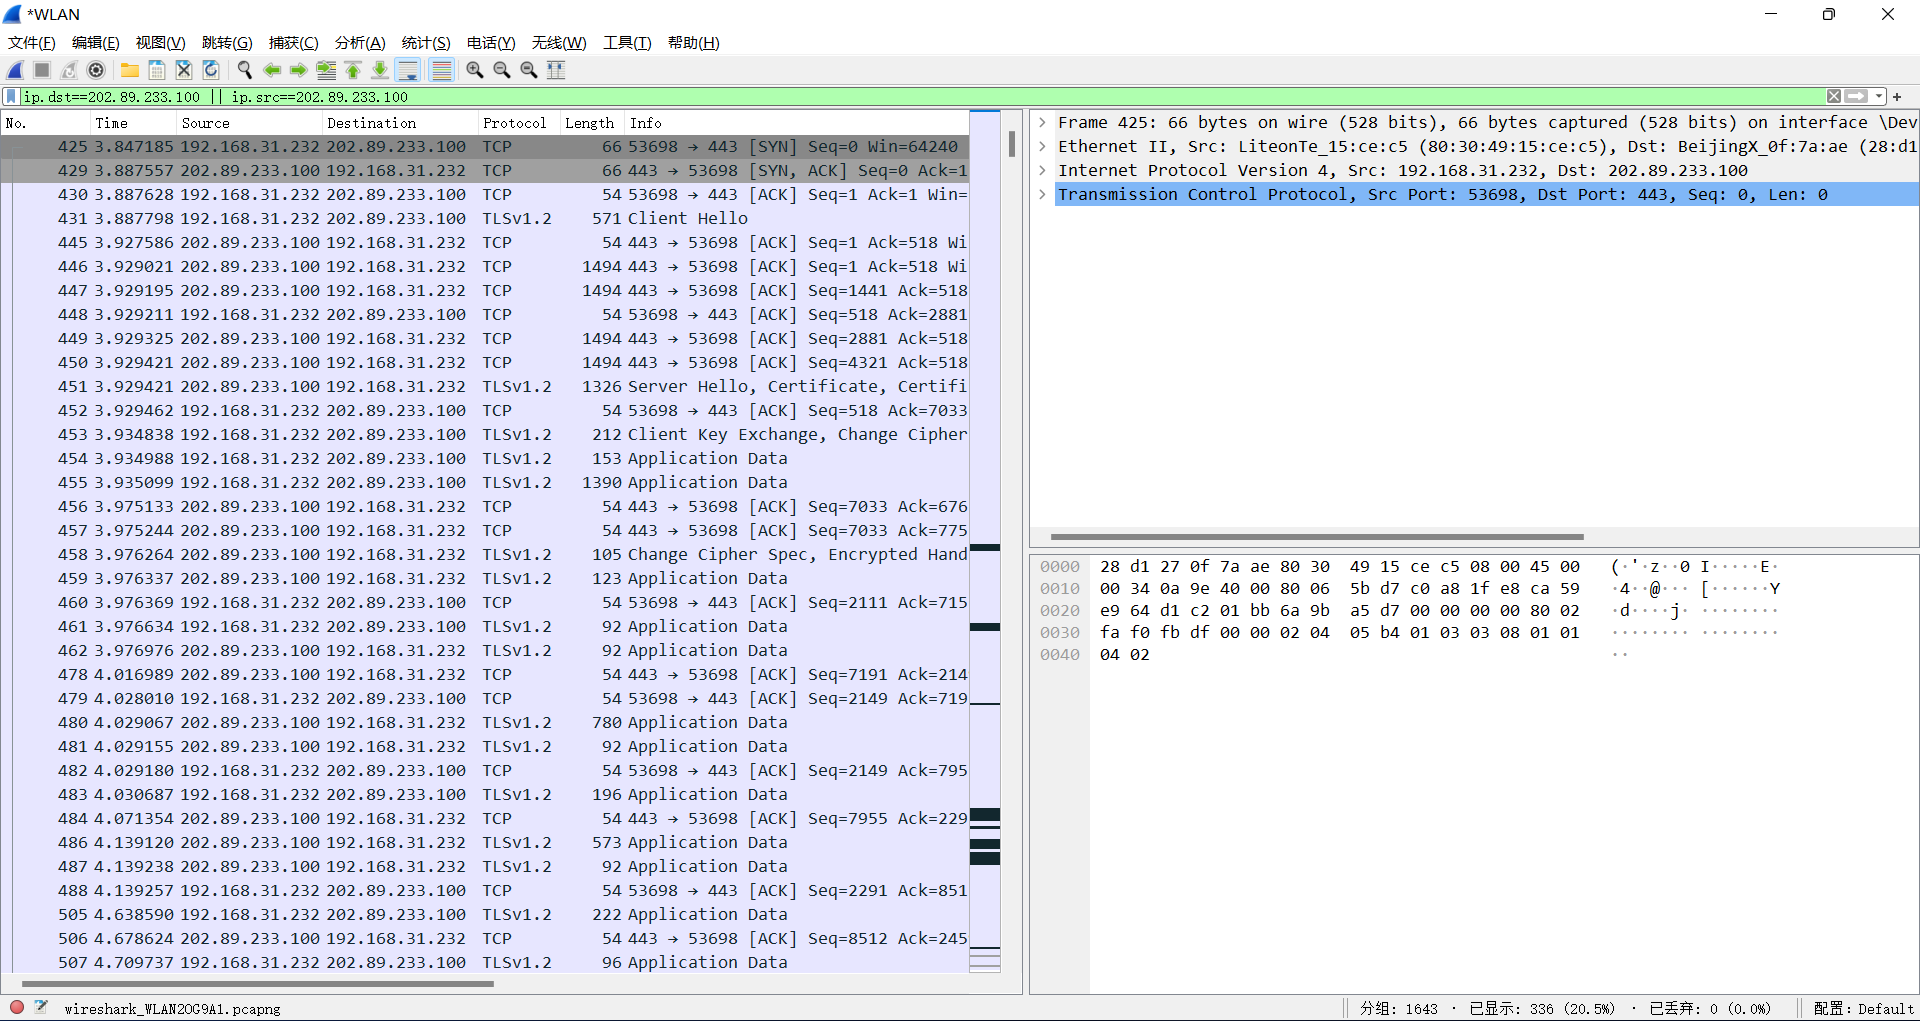 *WLAN
文件(F) 编辑(E) 视图(V) 跳转(G) 捕获(C) 分析(A) 统计(S) 电话(Y) 无线(W) 工具(T) 帮助(H)
ip.dst==202.89.233.100 || ip.src==202.89.233.100
No. Time Source Destination Protocol Length Info
425 3.847185 192.168.31.232 202.89.233.100 TCP 66 53698 → 443 [SYN] Seq=0 Win=64240
429 3.887557 202.89.233.100 192.168.31.232 TCP 66 443 → 53698 [SYN, ACK] Seq=0 Ack=1
430 3.887628 192.168.31.232 202.89.233.100 TCP 54 53698 → 443 [ACK] Seq=1 Ack=1 Win=
431 3.887798 192.168.31.232 202.89.233.100 TLSv1.2 571 Client Hello
445 3.927586 202.89.233.100 192.168.31.232 TCP 54 443 → 53698 [ACK] Seq=1 Ack=518 Wi
446 3.929021 202.89.233.100 192.168.31.232 TCP 1494 443 → 53698 [ACK] Seq=1 Ack=518 Wi
447 3.929195 202.89.233.100 192.168.31.232 TCP 1494 443 → 53698 [ACK] Seq=1441 Ack=518
448 3.929211 192.168.31.232 202.89.233.100 TCP 54 53698 → 443 [ACK] Seq=518 Ack=2881
449 3.929325 202.89.233.100 192.168.31.232 TCP 1494 443 → 53698 [ACK] Seq=2881 Ack=518
450 3.929421 202.89.233.100 192.168.31.232 TCP 1494 443 → 53698 [ACK] Seq=4321 Ack=518
451 3.929421 202.89.233.100 192.168.31.232 TLSv1.2 1326 Server Hello, Certificate, Certifi
452 3.929462 192.168.31.232 202.89.233.100 TCP 54 53698 → 443 [ACK] Seq=518 Ack=7033
453 3.934838 192.168.31.232 202.89.233.100 TLSv1.2 212 Client Key Exchange, Change Cipher
454 3.934988 192.168.31.232 202.89.233.100 TLSv1.2 153 Application Data
455 3.935099 192.168.31.232 202.89.233.100 TLSv1.2 1390 Application Data
456 3.975133 202.89.233.100 192.168.31.232 TCP 54 443 → 53698 [ACK] Seq=7033 Ack=676
457 3.975244 202.89.233.100 192.168.31.232 TCP 54 443 → 53698 [ACK] Seq=7033 Ack=775
458 3.976264 202.89.233.100 192.168.31.232 TLSv1.2 105 Change Cipher Spec, Encrypted Hand
459 3.976337 202.89.233.100 192.168.31.232 TLSv1.2 123 Application Data
460 3.976369 192.168.31.232 202.89.233.100 TCP 54 53698 → 443 [ACK] Seq=2111 Ack=715
461 3.976634 192.168.31.232 202.89.233.100 TLSv1.2 92 Application Data
462 3.976976 202.89.233.100 192.168.31.232 TLSv1.2 92 Application Data
478 4.016989 202.89.233.100 192.168.31.232 TCP 54 443 → 53698 [ACK] Seq=7191 Ack=214
479 4.028010 192.168.31.232 202.89.233.100 TCP 54 53698 → 443 [ACK] Seq=2149 Ack=719
480 4.029067 202.89.233.100 192.168.31.232 TLSv1.2 780 Application Data
481 4.029155 202.89.233.100 192.168.31.232 TLSv1.2 92 Application Data
482 4.029180 192.168.31.232 202.89.233.100 TCP 54 53698 → 443 [ACK] Seq=2149 Ack=795
483 4.030687 192.168.31.232 202.89.233.100 TLSv1.2 196 Application Data
484 4.071354 202.89.233.100 192.168.31.232 TCP 54 443 → 53698 [ACK] Seq=7955 Ack=229
486 4.139120 202.89.233.100 192.168.31.232 TLSv1.2 573 Application Data
487 4.139238 202.89.233.100 192.168.31.232 TLSv1.2 92 Application Data
488 4.139257 192.168.31.232 202.89.233.100 TCP 54 53698 → 443 [ACK] Seq=2291 Ack=851
505 4.638590 192.168.31.232 202.89.233.100 TLSv1.2 222 Application Data
506 4.678624 202.89.233.100 192.168.31.232 TCP 54 443 → 53698 [ACK] Seq=8512 Ack=245
507 4.709737 192.168.31.232 202.89.233.100 TLSv1.2 96 Application Data
Frame 425: 66 bytes on wire (528 bits), 66 bytes captured (528 bits) on interface \Dev
Ethernet II, Src: LiteonTe_15:ce:c5 (80:30:49:15:ce:c5), Dst: BeijingX_0f:7a:ae (28:d1
Internet Protocol Version 4, Src: 192.168.31.232, Dst: 202.89.233.100
Transmission Control Protocol, Src Port: 53698, Dst Port: 443, Seq: 0, Len: 0
0000 28 d1 27 0f 7a ae 80 30 49 15 ce c5 08 00 45 00 (·'·z··0 I·····E·
0010 00 34 0a 9e 40 00 80 06 5b d7 c0 a8 1f e8 ca 59 ·4··@··· [······Y
0020 e9 64 d1 c2 01 bb 6a 9b a5 d7 00 00 00 00 80 02 ·d····j· ········
0030 fa f0 fb df 00 00 02 04 05 b4 01 03 03 08 01 01 ········ ········
0040 04 02 ··
wireshark_WLAN20G9A1.pcapng
分组: 1643 · 已显示: 336 (20.5%) · 已丢弃: 0 (0.0%)
配置: Default